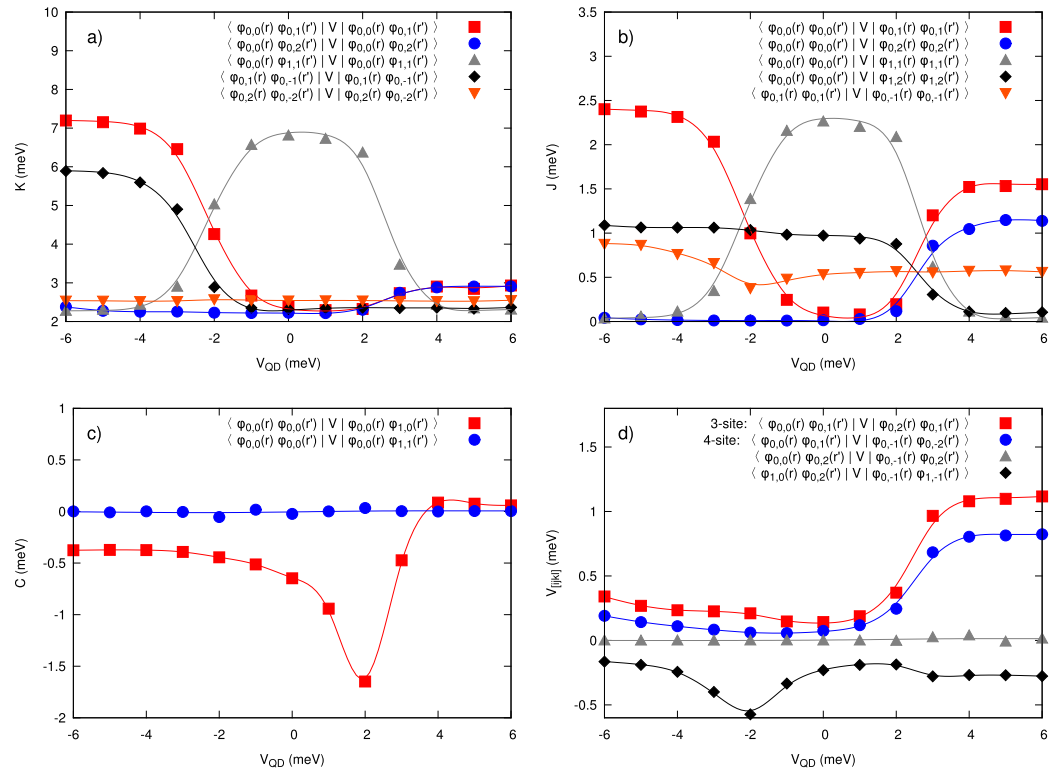 a)
⟨ φ0,0(r) φ0,1(r') | V | φ0,0(r) φ0,1(r') ⟩
⟨ φ0,0(r) φ0,2(r') | V | φ0,0(r) φ0,2(r') ⟩
⟨ φ0,0(r) φ1,1(r') | V | φ0,0(r) φ1,1(r') ⟩
⟨ φ0,1(r) φ0,-1(r') | V | φ0,1(r) φ0,-1(r') ⟩
⟨ φ0,2(r) φ0,-2(r') | V | φ0,2(r) φ0,-2(r') ⟩
10
9
8
7
6
5
4
3
2
K (meV)
-6 -4 -2 0 2 4 6
VQD (meV)
b)
⟨ φ0,0(r) φ0,0(r') | V | φ0,1(r) φ0,1(r') ⟩
⟨ φ0,0(r) φ0,0(r') | V | φ0,2(r) φ0,2(r') ⟩
⟨ φ0,0(r) φ0,0(r') | V | φ1,1(r) φ1,1(r') ⟩
⟨ φ0,0(r) φ0,0(r') | V | φ1,2(r) φ1,2(r') ⟩
⟨ φ0,1(r) φ0,1(r') | V | φ0,-1(r) φ0,-1(r') ⟩
3.5
3
2.5
2
1.5
1
0.5
0
J (meV)
-6 -4 -2 0 2 4 6
VQD (meV)
c)
⟨ φ0,0(r) φ0,0(r') | V | φ0,0(r) φ1,0(r') ⟩
⟨ φ0,0(r) φ0,0(r') | V | φ0,0(r) φ1,1(r') ⟩
1
0.5
0
-0.5
-1
-1.5
-2
C (meV)
-6 -4 -2 0 2 4 6
VQD (meV)
d)
3-site: ⟨ φ0,0(r) φ0,1(r') | V | φ0,2(r) φ0,1(r') ⟩
4-site: ⟨ φ0,0(r) φ0,1(r') | V | φ0,-1(r) φ0,-2(r') ⟩
⟨ φ0,0(r) φ0,2(r') | V | φ0,-1(r) φ0,2(r') ⟩
⟨ φ1,0(r) φ0,2(r') | V | φ0,-1(r) φ1,-1(r') ⟩
1.5
1
0.5
0
-0.5
V[ijkl] (meV)
-6 -4 -2 0 2 4 6
VQD (meV)